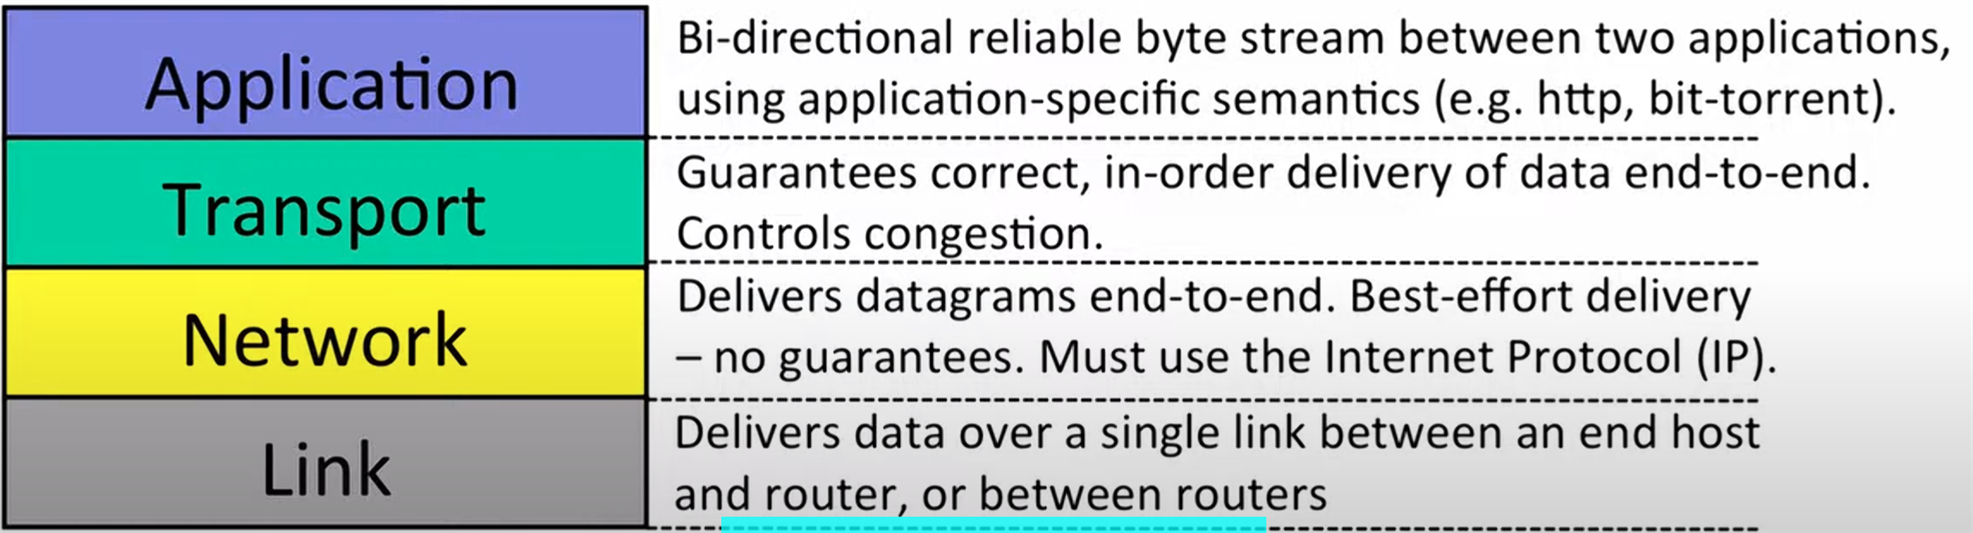 Application
Bi-directional reliable byte stream between two applications,
using application-specific semantics (e.g. http, bit-torrent).
Transport
Guarantees correct, in-order delivery of data end-to-end.
Controls congestion.
Network
Delivers datagrams end-to-end. Best-effort delivery
– no guarantees. Must use the Internet Protocol (IP).
Link
Delivers data over a single link between an end host
and router, or between routers